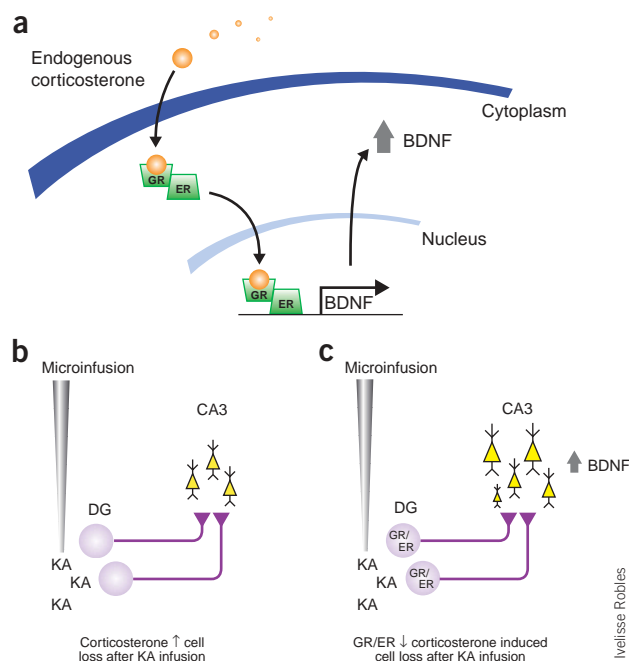 a
Endogenous
corticosterone
Cytoplasm
BDNF
GR
ER
Nucleus
GR
ER
BDNF
b
Microinfusion
CA3
DG
KA
KA
KA
Corticosterone ↑ cell
loss after KA infusion
c
Microinfusion
CA3
BDNF
DG
GR/
ER
GR/
ER
KA
KA
KA
GR/ER ↓ corticosterone induced
cell loss after KA infusion
Ivelisse Robles